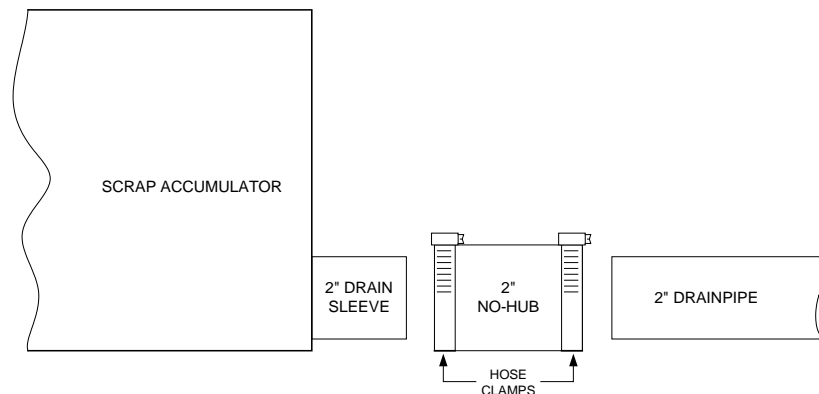 SCRAP ACCUMULATOR
2" DRAIN
SLEEVE
2"
NO-HUB
2" DRAINPIPE
HOSE
CLAMPS